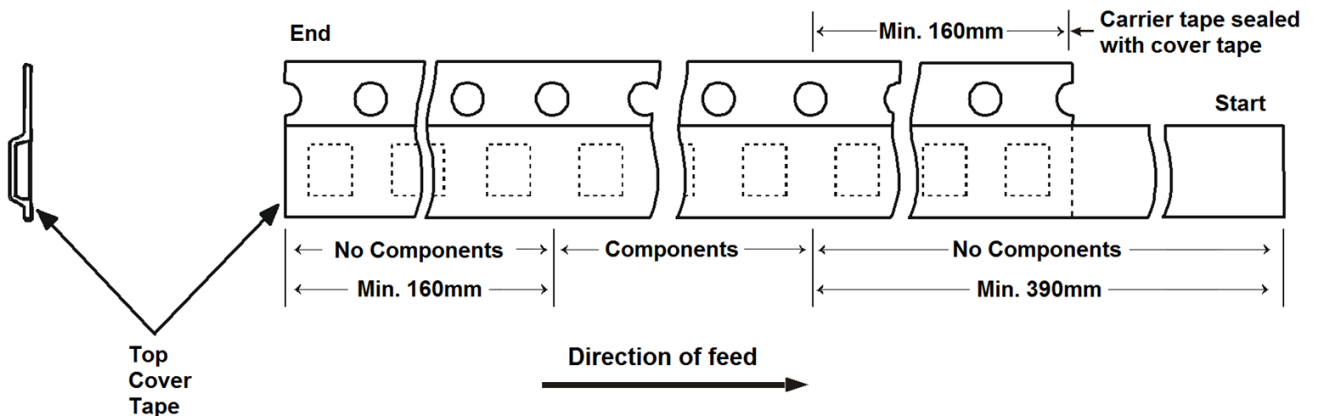 End
Min. 160mm
Carrier tape sealed
with cover tape
Start
No Components
Components
No Components
Min. 160mm
Min. 390mm
Top
Cover
Tape
Direction of feed